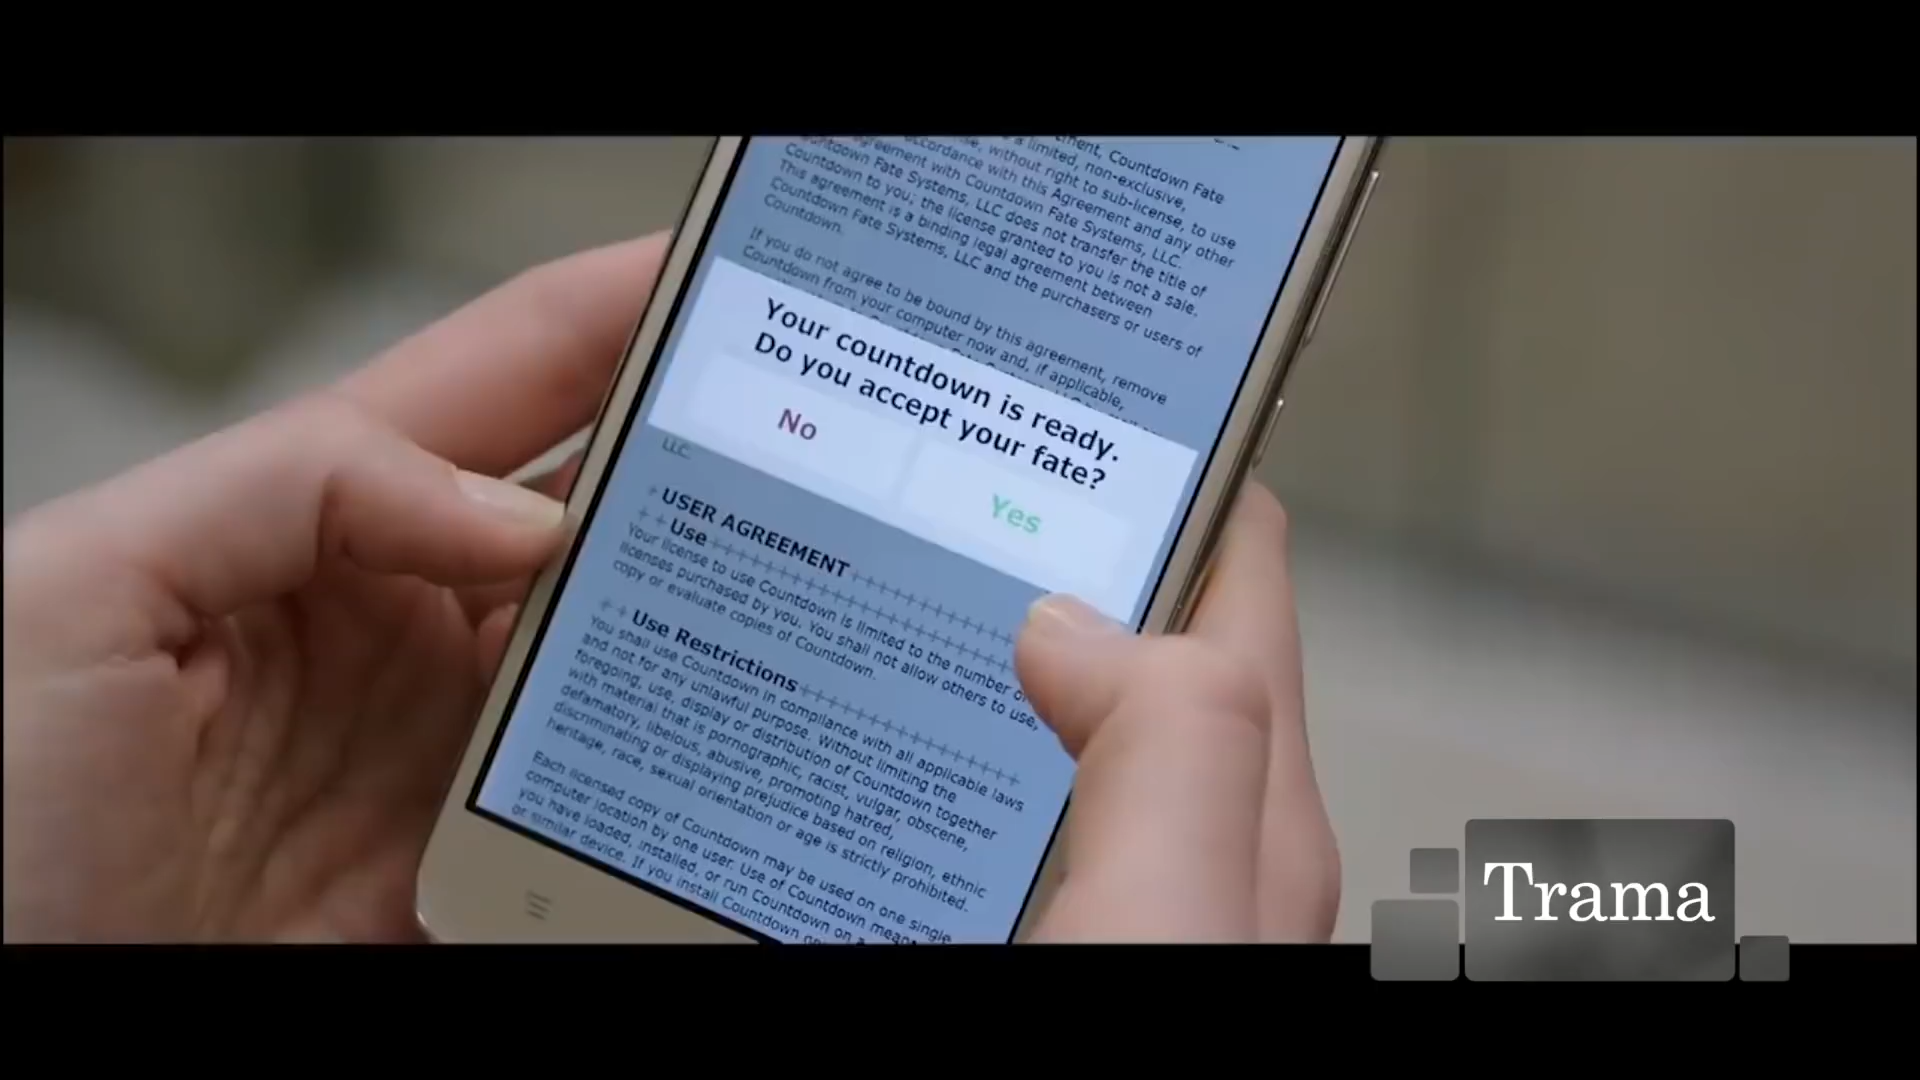 ment, Countdown Fate
a limited, non-exclusive,
without right to sub-license, to use
accordance with this Agreement and any other
agreement with Countdown Fate Systems, LLC.
Countdown Fate Systems, LLC does not transfer the title of
Countdown to you; the license granted to you is not a sale.
This agreement is a binding legal agreement between
Countdown Fate Systems, LLC and the purchasers or users of
Countdown.
If you do not agree to be bound by this agreement, remove
Countdown from your computer now and, if applicable,
Your countdown is ready.
Do you accept your fate?
No
Yes
LLC.
+ USER AGREEMENT
+ + Use
Your license to use Countdown is limited to the number of
licenses purchased by you. You shall not allow others to use,
copy or evaluate copies of Countdown.
+ + Use Restrictions
You shall use Countdown in compliance with all applicable laws
and not for any unlawful purpose. Without limiting the
foregoing, use, display or distribution of Countdown together
with material that is pornographic, racist, vulgar, obscene,
defamatory, libelous, abusive, promoting hatred,
discriminating or displaying prejudice based on religion, ethnic
heritage, race, sexual orientation or age is strictly prohibited.
Each licensed copy of Countdown may be used on one single
computer location by one user. Use of Countdown means
you have loaded, installed, or run Countdown on a
or similar device. If you install Countdown
Trama